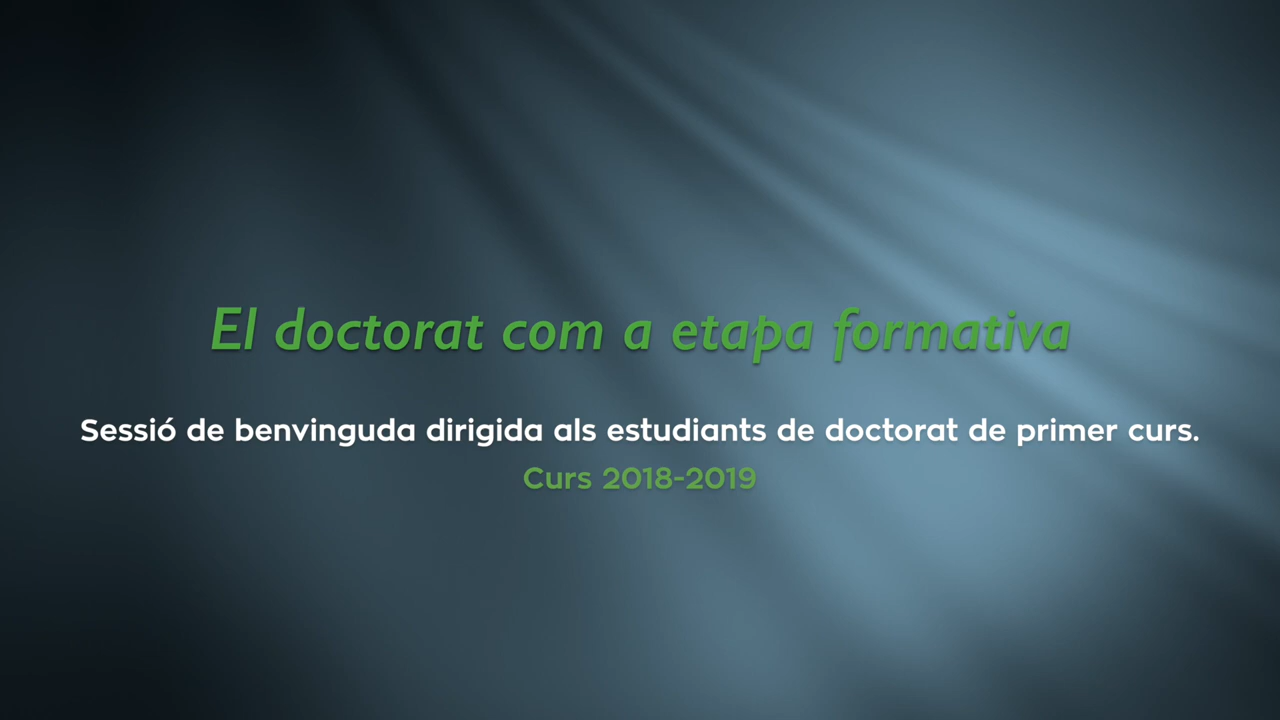 El doctorat com a etapa formativa
Sessió de benvinguda dirigida als estudiants de doctorat de primer curs.
Curs 2018-2019